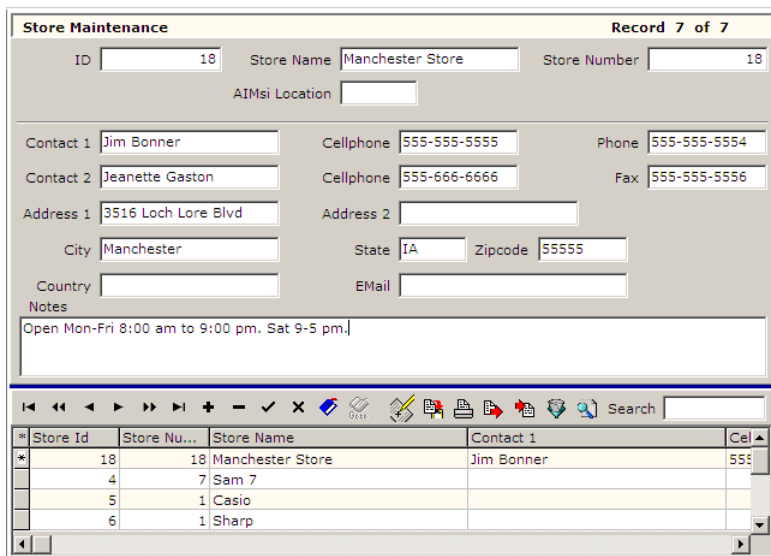 Store Maintenance Record 7 of 7
ID 18 Store Name Manchester Store Store Number 18
AIMsi Location
Contact 1 Jim Bonner Cellphone 555-555-5555 Phone 555-555-5554
Contact 2 Jeanette Gaston Cellphone 555-666-6666 Fax 555-555-5556
Address 1 3516 Loch Lore Blvd Address 2
City Manchester State IA Zipcode 55555
Country EMail
Notes
Open Mon-Fri 8:00 am to 9:00 pm. Sat 9-5 pm.
Search
* Store Id Store Nu... Store Name Contact 1 Cel
* 18 18 Manchester Store Jim Bonner 555
4 7 Sam 7
5 1 Casio
6 1 Sharp